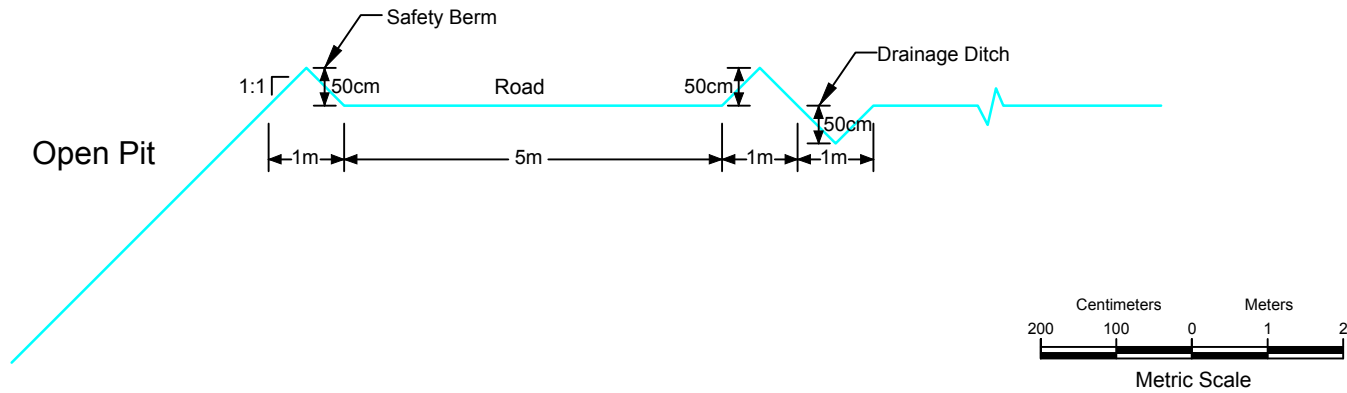 Safety Berm
Drainage Ditch
1:1
50cm
Road
50cm
50cm
Open Pit
1m
5m
1m
1m
Centimeters Meters
200 100 0 1 2
Metric Scale